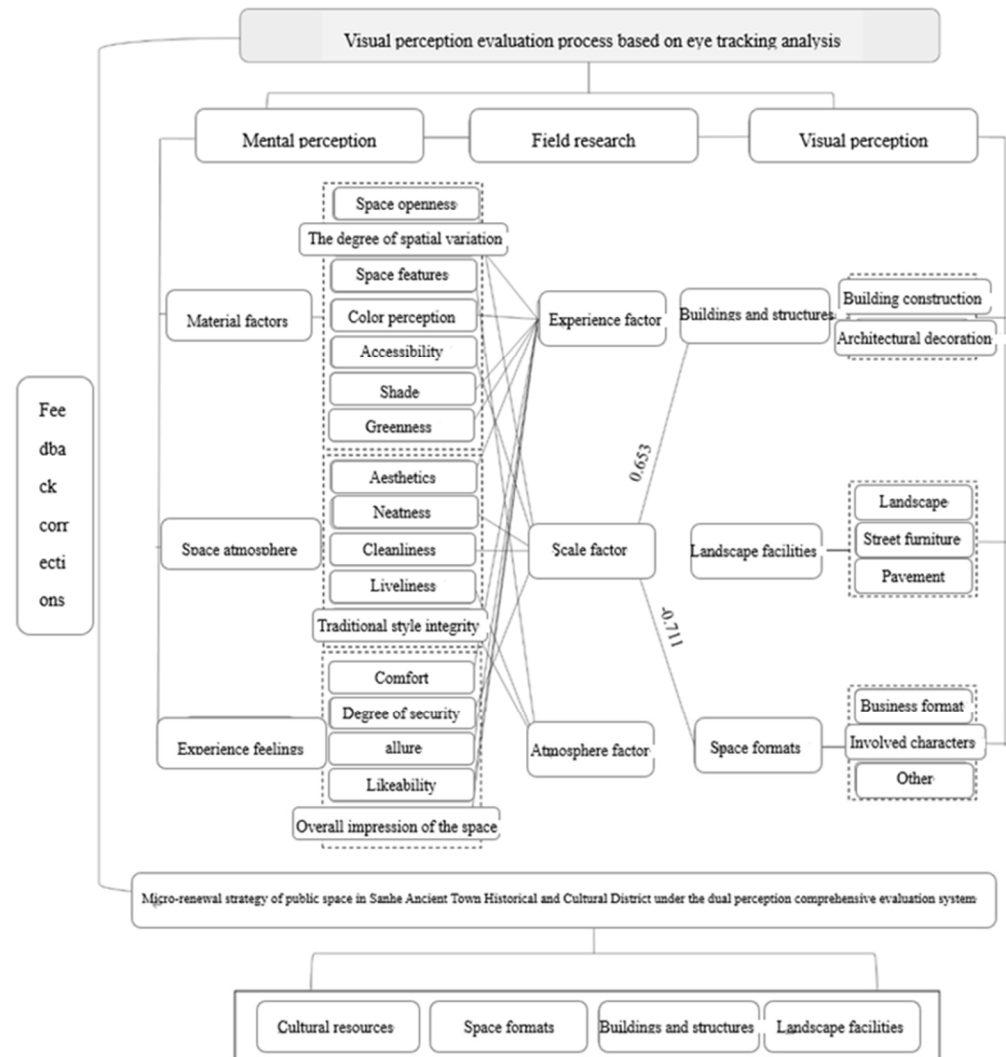 Visual perception evaluation process based on eye tracking analysis
Mental perception
Field research
Visual perception
Space openness
The degree of spatial variation
Space features
Color perception
Accessibility
Shade
Greenness
Material factors
Experience factor
Buildings and structures
Building construction
Architectural decoration
Fee
dba
ck
corr
ecti
ons
0.653
Aesthetics
Neatness
Cleanliness
Liveliness
Traditional style integrity
Space atmosphere
Scale factor
Landscape facilities
Landscape
Street furniture
Pavement
-0.711
Comfort
Degree of security
allure
Likeability
Overall impression of the space
Experience feelings
Atmosphere factor
Space formats
Business format
Involved characters
Other
Micro-renewal strategy of public space in Sanhe Ancient Town Historical and Cultural District under the dual perception comprehensive evaluation system
Cultural resources
Space formats
Buildings and structures
Landscape facilities